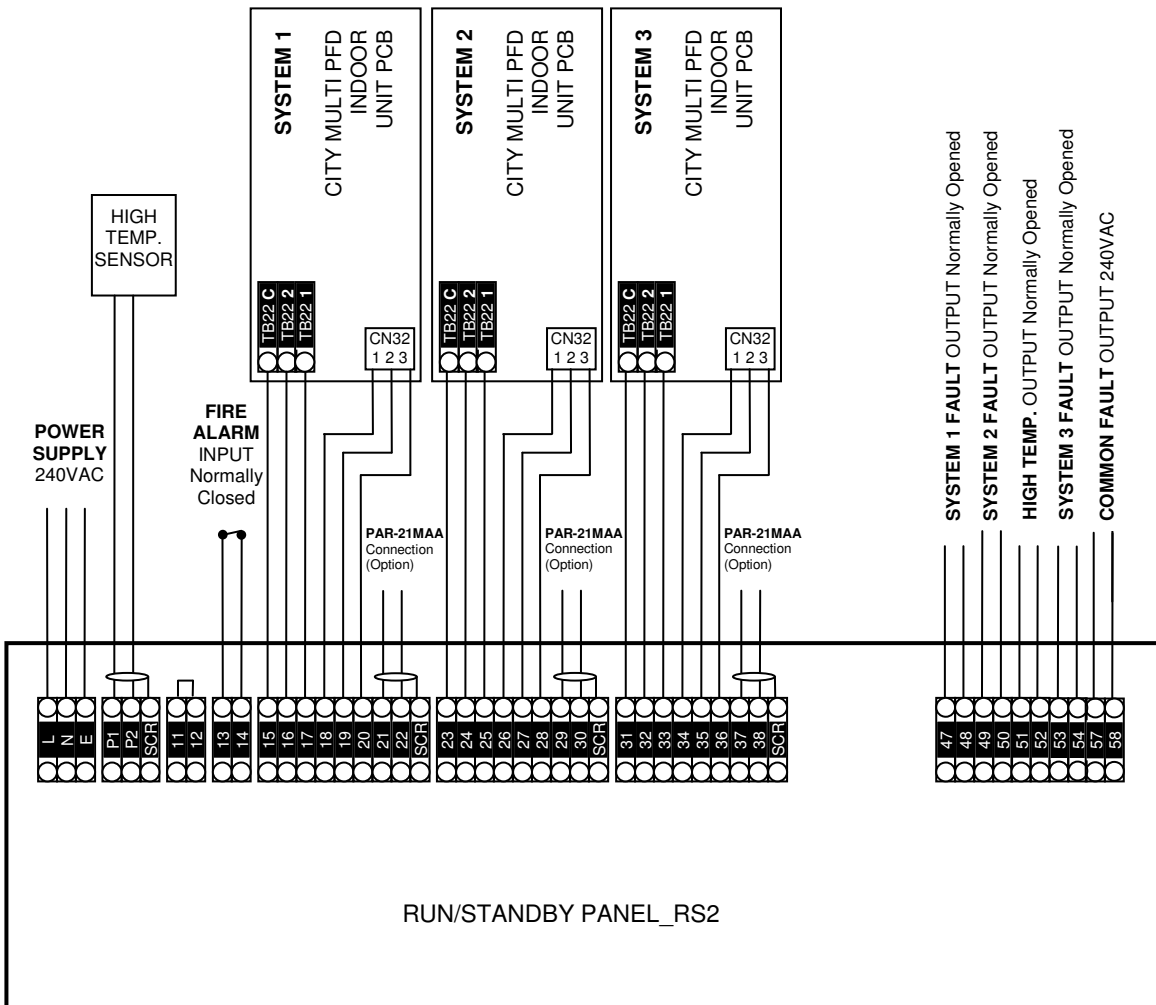 SYSTEM 1
CITY MULTI PFD
INDOOR
UNIT PCB
TB22 C
TB22 2
TB22 1
CN32
1 2 3
SYSTEM 2
CITY MULTI PFD
INDOOR
UNIT PCB
TB22 C
TB22 2
TB22 1
CN32
1 2 3
SYSTEM 3
CITY MULTI PFD
INDOOR
UNIT PCB
TB22 C
TB22 2
TB22 1
CN32
1 2 3
HIGH
TEMP.
SENSOR
POWER
SUPPLY
240VAC
FIRE
ALARM
INPUT
Normally
Closed
PAR-21MAA
Connection
(Option)
PAR-21MAA
Connection
(Option)
PAR-21MAA
Connection
(Option)
SYSTEM 1 FAULT OUTPUT Normally Opened
SYSTEM 2 FAULT OUTPUT Normally Opened
HIGH TEMP. OUTPUT Normally Opened
SYSTEM 3 FAULT OUTPUT Normally Opened
COMMON FAULT OUTPUT 240VAC
L
N
E
P1
P2
SCR
11
12
13
14
15
16
17
18
19
20
21
22
SCR
23
24
25
26
27
28
29
30
SCR
31
32
33
34
35
36
37
38
SCR
47
48
49
50
51
52
53
54
57
58
RUN/STANDBY PANEL_RS2